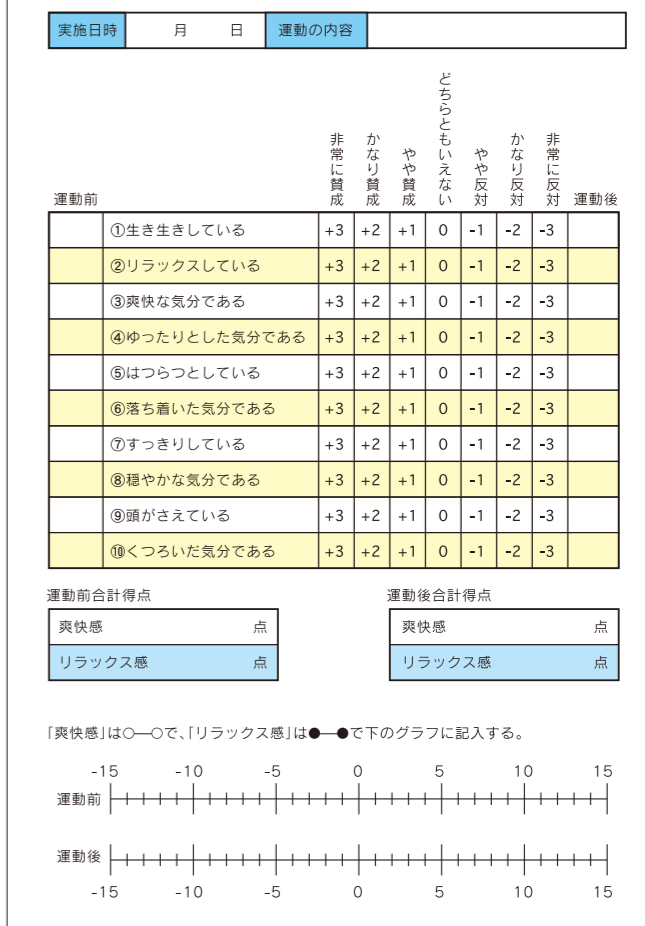 実施日時 月 日 運動の内容
運動前 非常に賛成 かなり賛成 やや賛成 どちらともいえない やや反対 かなり反対 非常に反対 運動後
①生き生きしている +3 +2 +1 0 -1 -2 -3
②リラックスしている +3 +2 +1 0 -1 -2 -3
③爽快な気分である +3 +2 +1 0 -1 -2 -3
④ゆったりとした気分である +3 +2 +1 0 -1 -2 -3
⑤はつらつとしている +3 +2 +1 0 -1 -2 -3
⑥落ち着いた気分である +3 +2 +1 0 -1 -2 -3
⑦すっきりしている +3 +2 +1 0 -1 -2 -3
⑧穏やかな気分である +3 +2 +1 0 -1 -2 -3
⑨頭がさえている +3 +2 +1 0 -1 -2 -3
⑩くつろいだ気分である +3 +2 +1 0 -1 -2 -3
運動前合計得点 運動後合計得点
爽快感 点 爽快感 点
リラックス感 点 リラックス感 点
「爽快感」は○―○で、「リラックス感」は●―●で下のグラフに記入する。
-15 -10 -5 0 5 10 15
運動前
運動後
-15 -10 -5 0 5 10 15